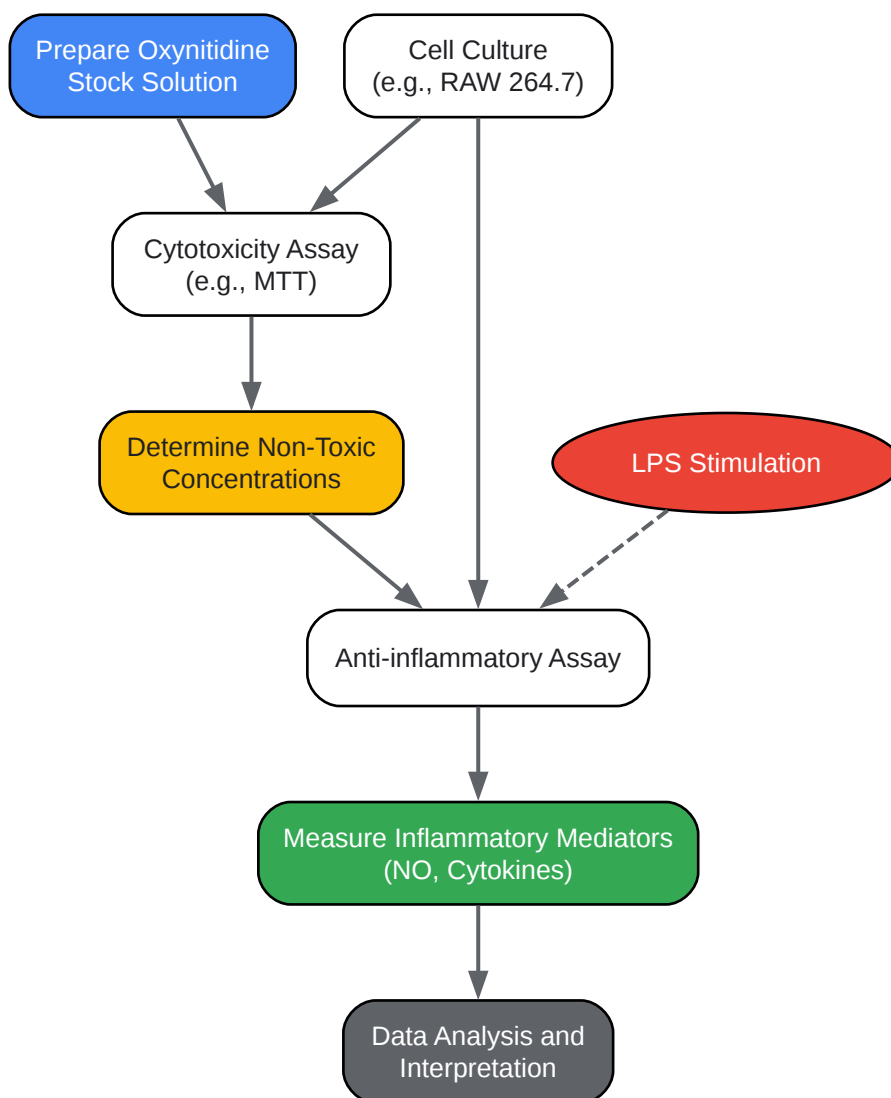 Prepare Oxynitidine
Stock Solution
Cell Culture
(e.g., RAW 264.7)
Cytotoxicity Assay
(e.g., MTT)
Determine Non-Toxic
Concentrations
LPS Stimulation
Anti-inflammatory Assay
Measure Inflammatory Mediators
(NO, Cytokines)
Data Analysis and
Interpretation